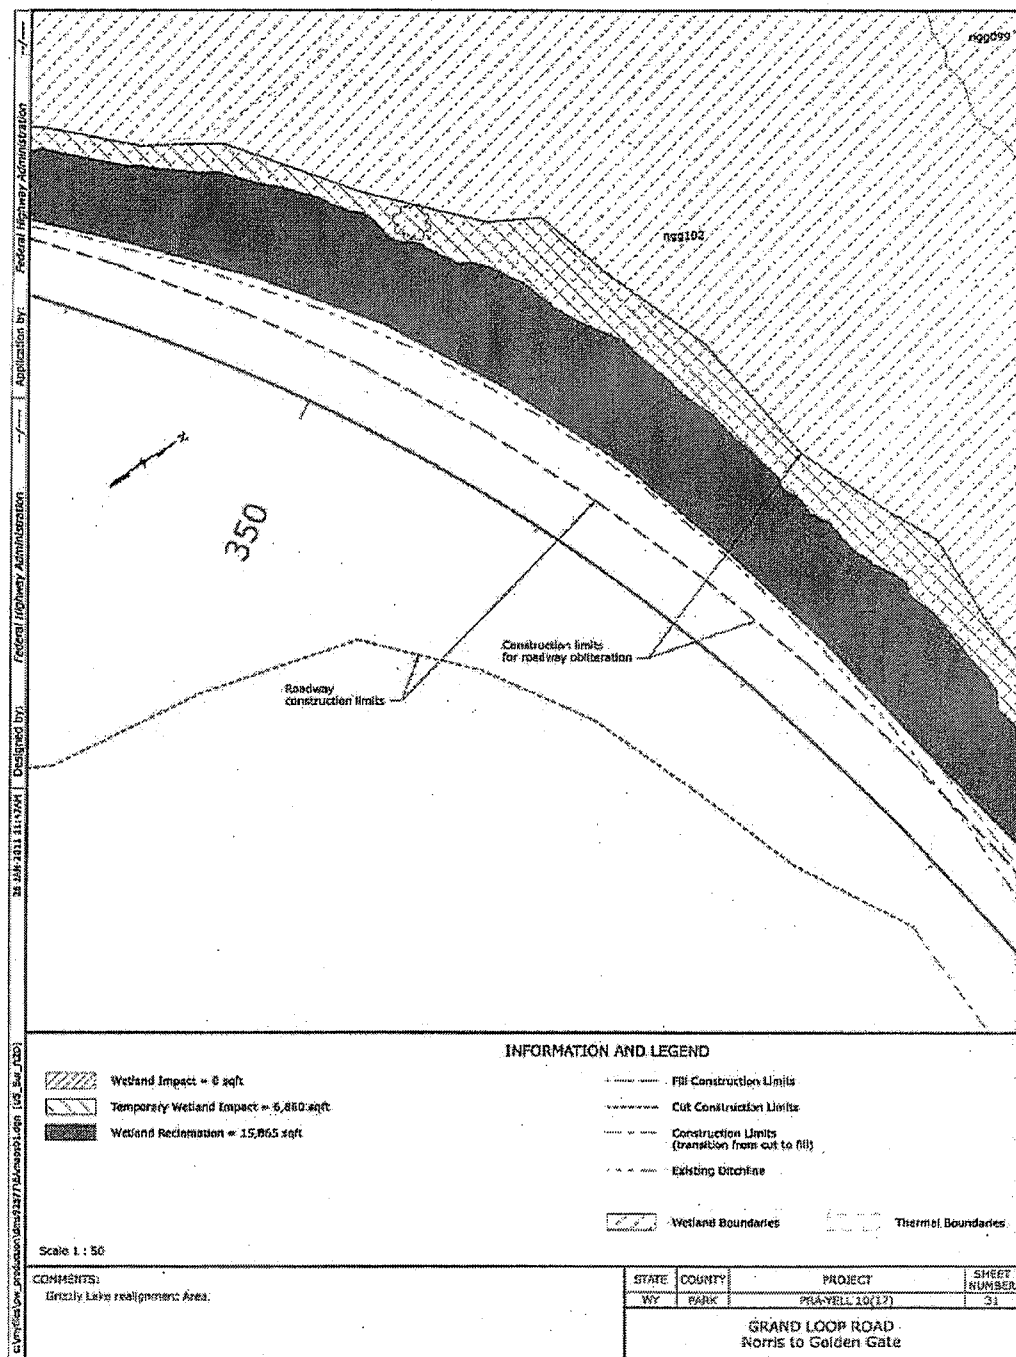 ngg099
ngg102
350
Construction limits
for roadway obliteration
Roadway
construction limits
INFORMATION AND LEGEND
Wetland Impact = 0 sqft
Temporary Wetland Impact = 6,860 sqft
Wetland Reclamation = 15,865 sqft
Fill Construction Limits
Cut Construction Limits
Construction Limits
(transition from cut to fill)
Existing Ditchline
Wetland Boundaries
Thermal Boundaries
Scale 1 : 50
COMMENTS:
Grizzly Lake realignment Area.
STATE COUNTY PROJECT SHEET NUMBER
WY PARK PRA-YELL 10(17) 31
GRAND LOOP ROAD
Norris to Golden Gate
Application by: Federal Highway Administration --/----
Designed by: Federal Highway Administration --/----